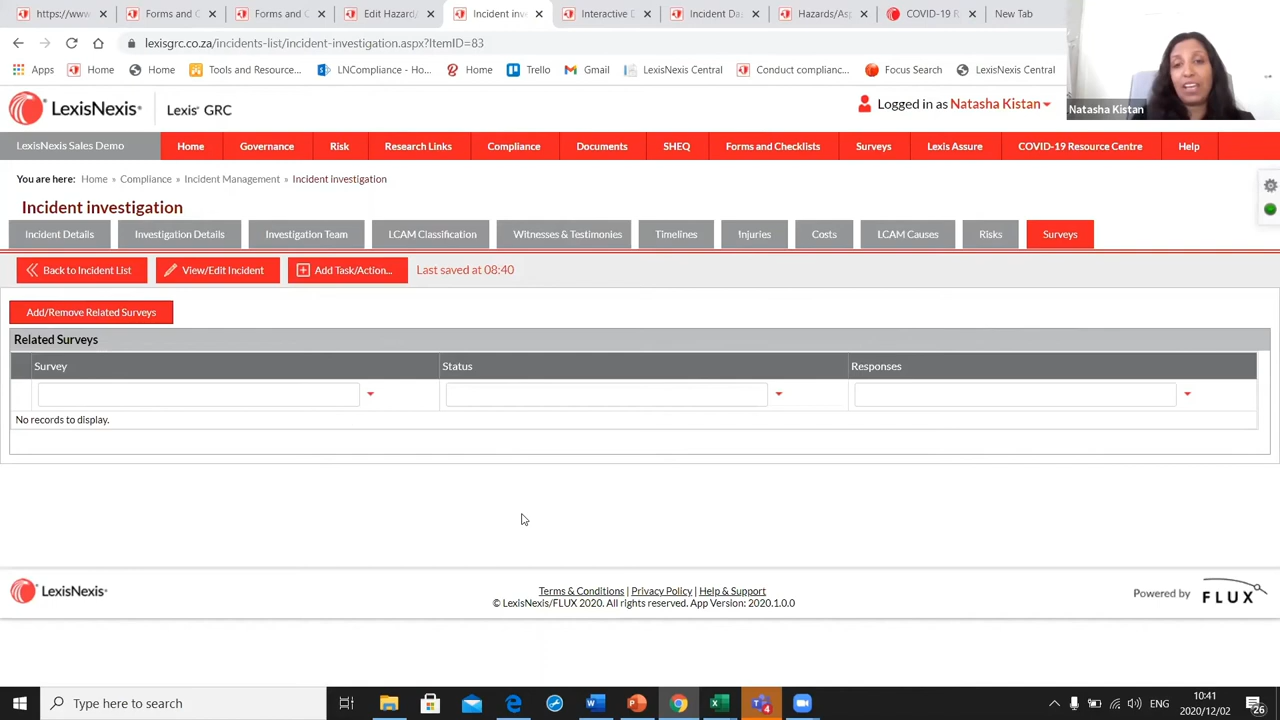 https://www
Forms and C
Forms and C
Edit Hazard/
Incident inve
Interactive D
Incident Das
Hazards/Asp
COVID-19 R
New Tab
lexisgrc.co.za/incidents-list/incident-investigation.aspx?ItemID=83
Apps
Home
Home
Tools and Resource...
LNCompliance - Ho...
Home
Trello
Gmail
LexisNexis Central
Conduct complianc...
Focus Search
LexisNexis Central
Natasha Kistan
LexisNexis® Lexis® GRC
Logged in as Natasha Kistan
LexisNexis Sales Demo
Home
Governance
Risk
Research Links
Compliance
Documents
SHEQ
Forms and Checklists
Surveys
Lexis Assure
COVID-19 Resource Centre
Help
You are here: Home » Compliance » Incident Management » Incident investigation
Incident investigation
Incident Details
Investigation Details
Investigation Team
LCAM Classification
Witnesses & Testimonies
Timelines
Injuries
Costs
LCAM Causes
Risks
Surveys
Back to Incident List
View/Edit Incident
Add Task/Action...
Last saved at 08:40
Add/Remove Related Surveys
Related Surveys
Survey
Status
Responses
No records to display.
LexisNexis®
Terms & Conditions | Privacy Policy | Help & Support
© LexisNexis/FLUX 2020. All rights reserved. App Version: 2020.1.0.0
Powered by FLUX
Type here to search
4
ENG
10:41
2020/12/02
26